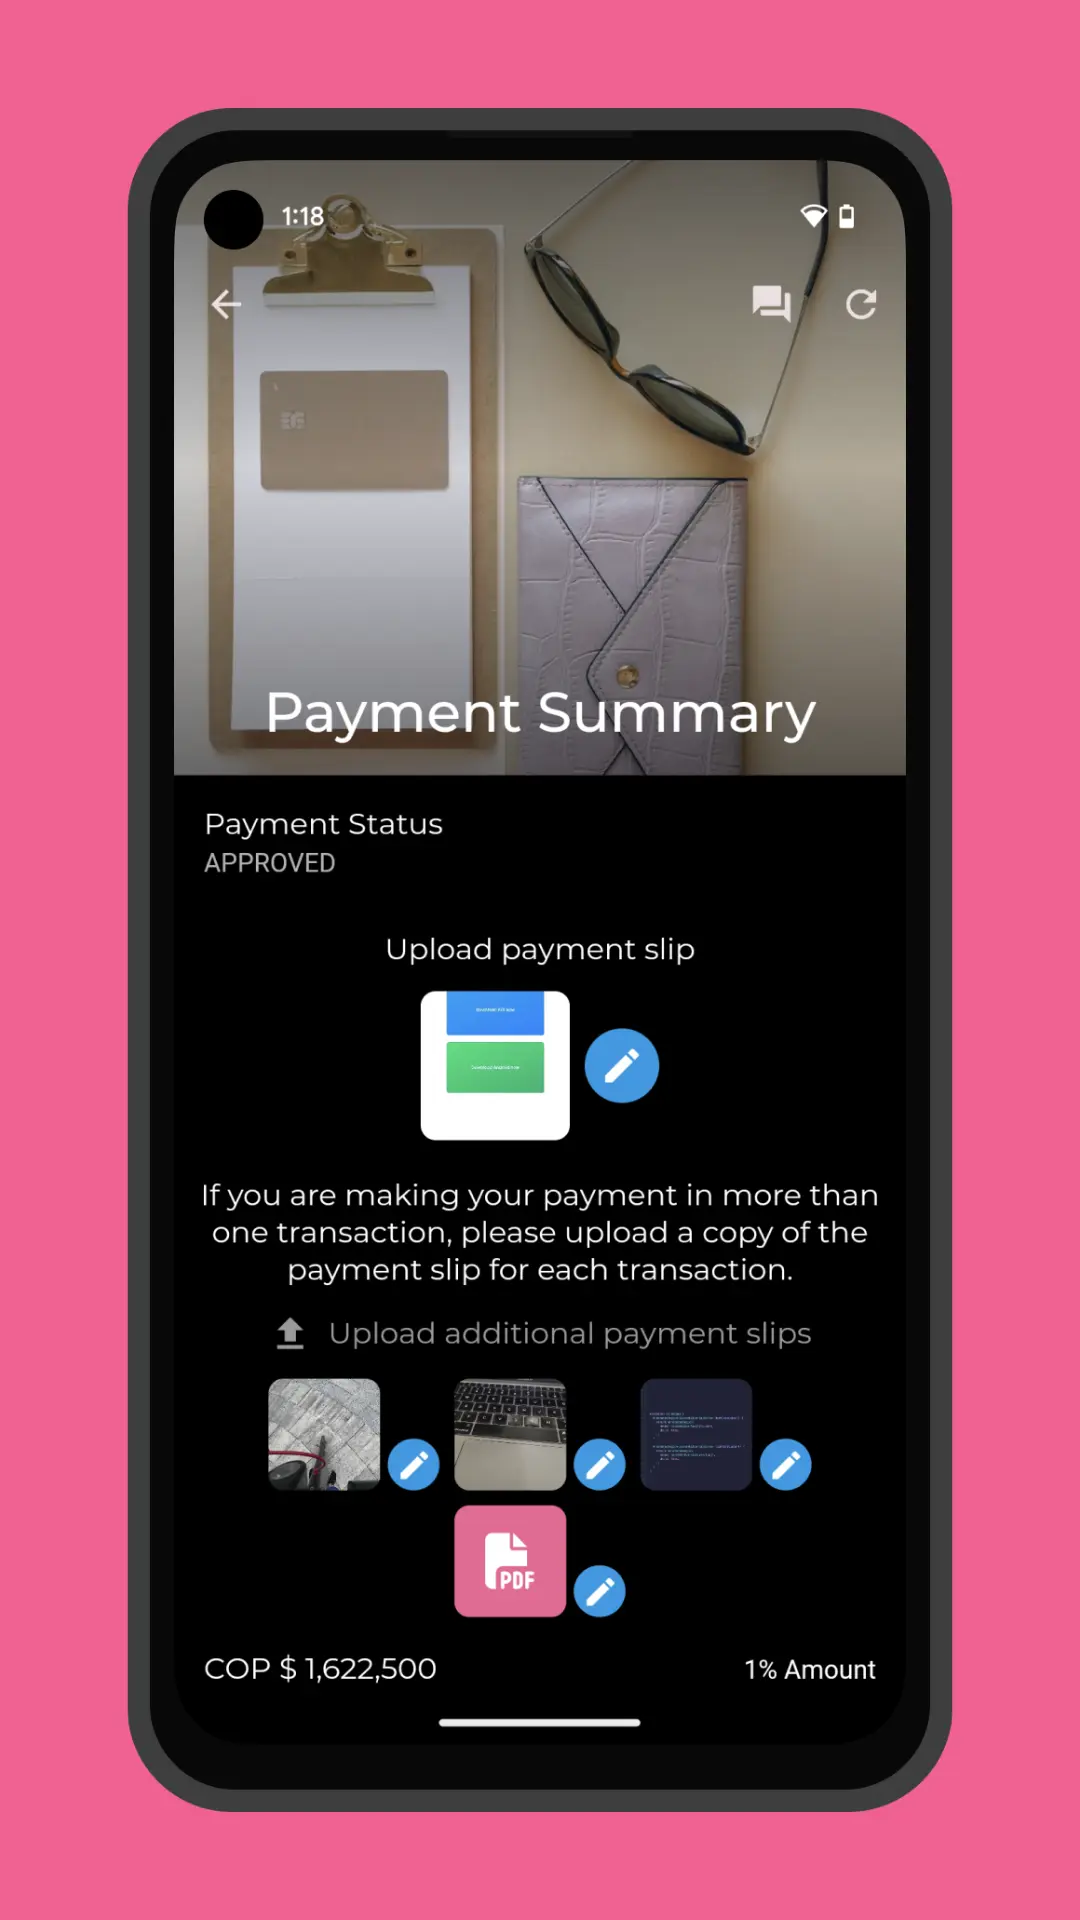 1:18
Payment Summary
Payment Status
APPROVED
Upload payment slip
If you are making your payment in more than
one transaction, please upload a copy of the
payment slip for each transaction.
Upload additional payment slips
PDF
COP $ 1,622,500
1% Amount